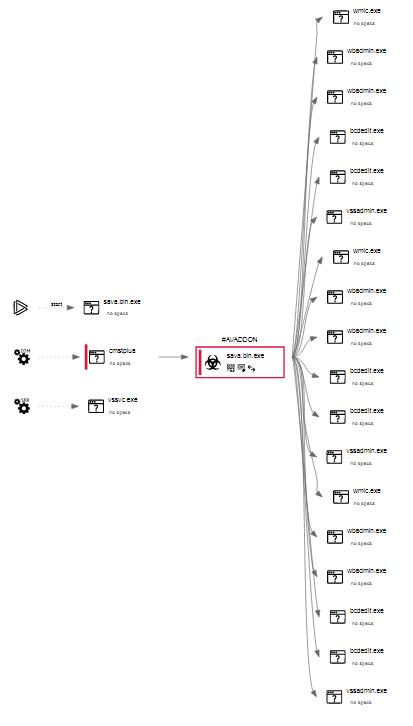 wmic.exe
no specs
wbadmin.exe
no specs
wbadmin.exe
no specs
bcdedit.exe
no specs
bcdedit.exe
no specs
vssadmin.exe
no specs
wmic.exe
no specs
wbadmin.exe
no specs
start
sava.bin.exe
no specs
wbadmin.exe
no specs
#AVADDON
COM
cmstplua
no specs
sava.bin.exe
bcdedit.exe
no specs
SER
vssvc.exe
no specs
bcdedit.exe
no specs
vssadmin.exe
no specs
wmic.exe
no specs
wbadmin.exe
no specs
wbadmin.exe
no specs
bcdedit.exe
no specs
bcdedit.exe
no specs
vssadmin.exe
no specs